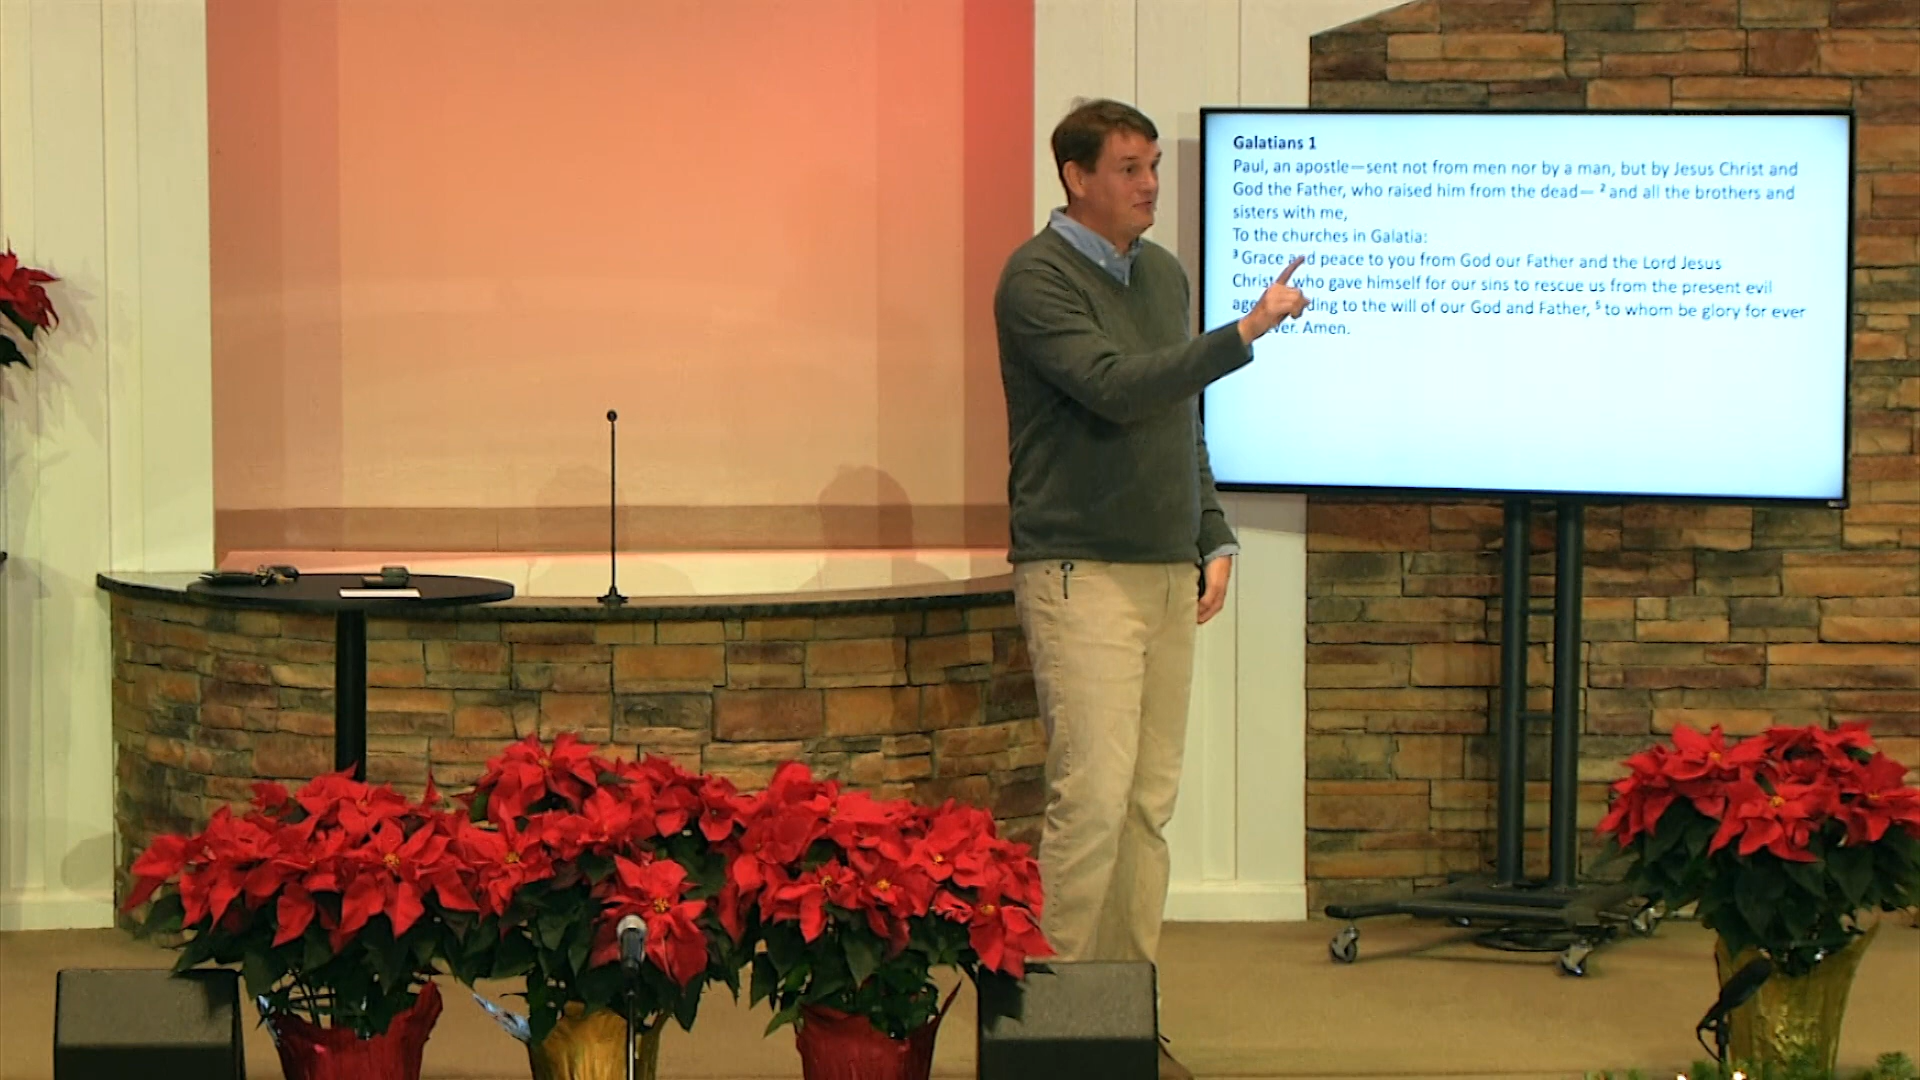 Galatians 1
Paul, an apostle—sent not from men nor by a man, but by Jesus Christ and
God the Father, who raised him from the dead— ² and all the brothers and
sisters with me,
To the churches in Galatia:
³ Grace and peace to you from God our Father and the Lord Jesus
Christ, who gave himself for our sins to rescue us from the present evil
to the will of our God and Father, ⁵ to whom be glory for ever
Amen.